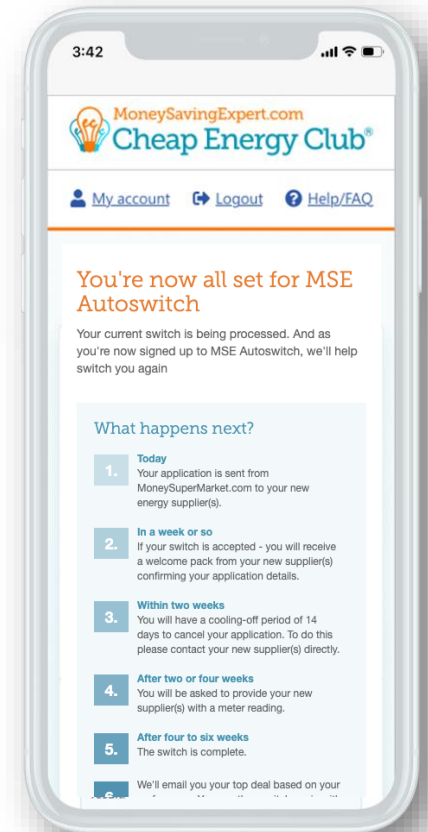 3:42
MoneySavingExpert.com
Cheap Energy Club®
My account Logout Help/FAQ
You're now all set for MSE
Autoswitch
Your current switch is being processed. And as
you're now signed up to MSE Autoswitch, we'll help
switch you again
What happens next?
1. Today
Your application is sent from
MoneySuperMarket.com to your new
energy supplier(s).
2. In a week or so
If your switch is accepted - you will receive
a welcome pack from your new supplier(s)
confirming your application details.
3. Within two weeks
You will have a cooling-off period of 14
days to cancel your application. To do this
please contact your new supplier(s) directly.
4. After two or four weeks
You will be asked to provide your new
supplier(s) with a meter reading.
5. After four to six weeks
The switch is complete.
We'll email you your top deal based on your